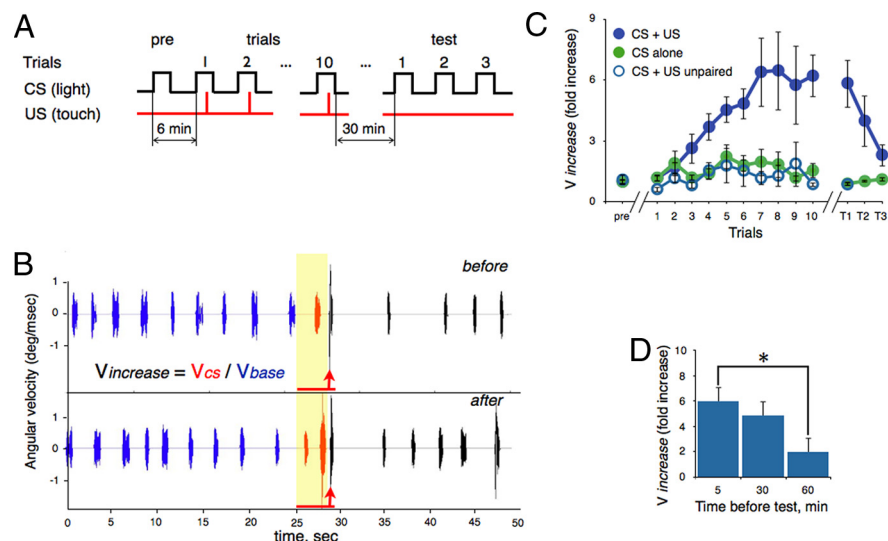 A
pre trials test
Trials 1 2 ... 10 ... 1 2 3
CS (light)
US (touch)
6 min
30 min
B
before
Angular velocity (deg/msec)
1
0
-1
Vincrease = Vcs / Vbase
after
1
0
-1
0 5 10 15 20 25 30 35 40 45 50
time, sec
C
V increase (fold increase)
9
6
3
0
CS + US
CS alone
CS + US unpaired
pre 1 2 3 4 5 6 7 8 9 10 T1 T2 T3
Trials
D
V increase (fold increase)
10
8
6
4
2
0
*
5 30 60
Time before test, min